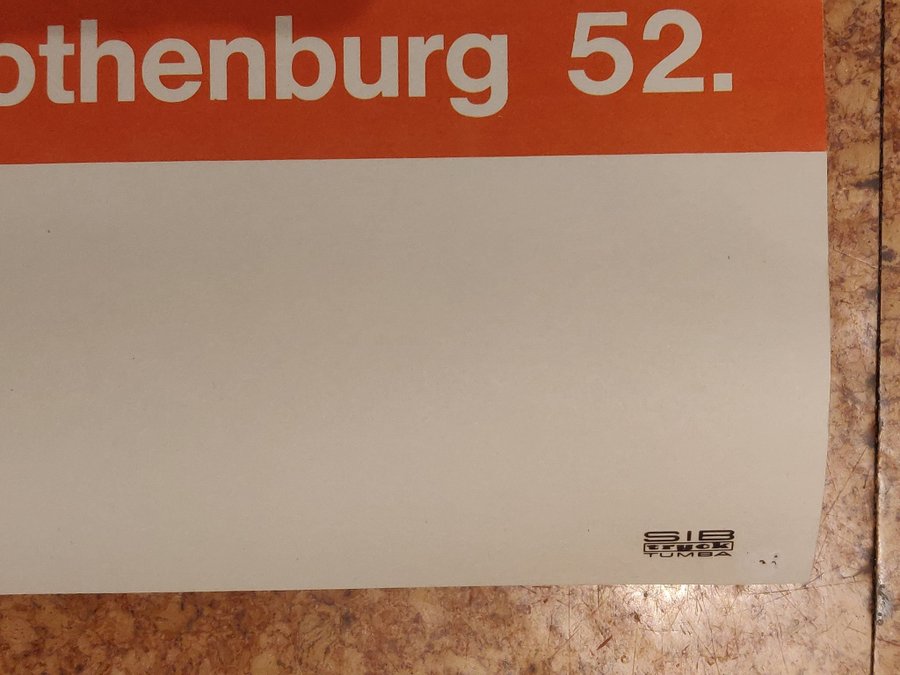 othenburg 52.
SIB
tryck
TUMBA